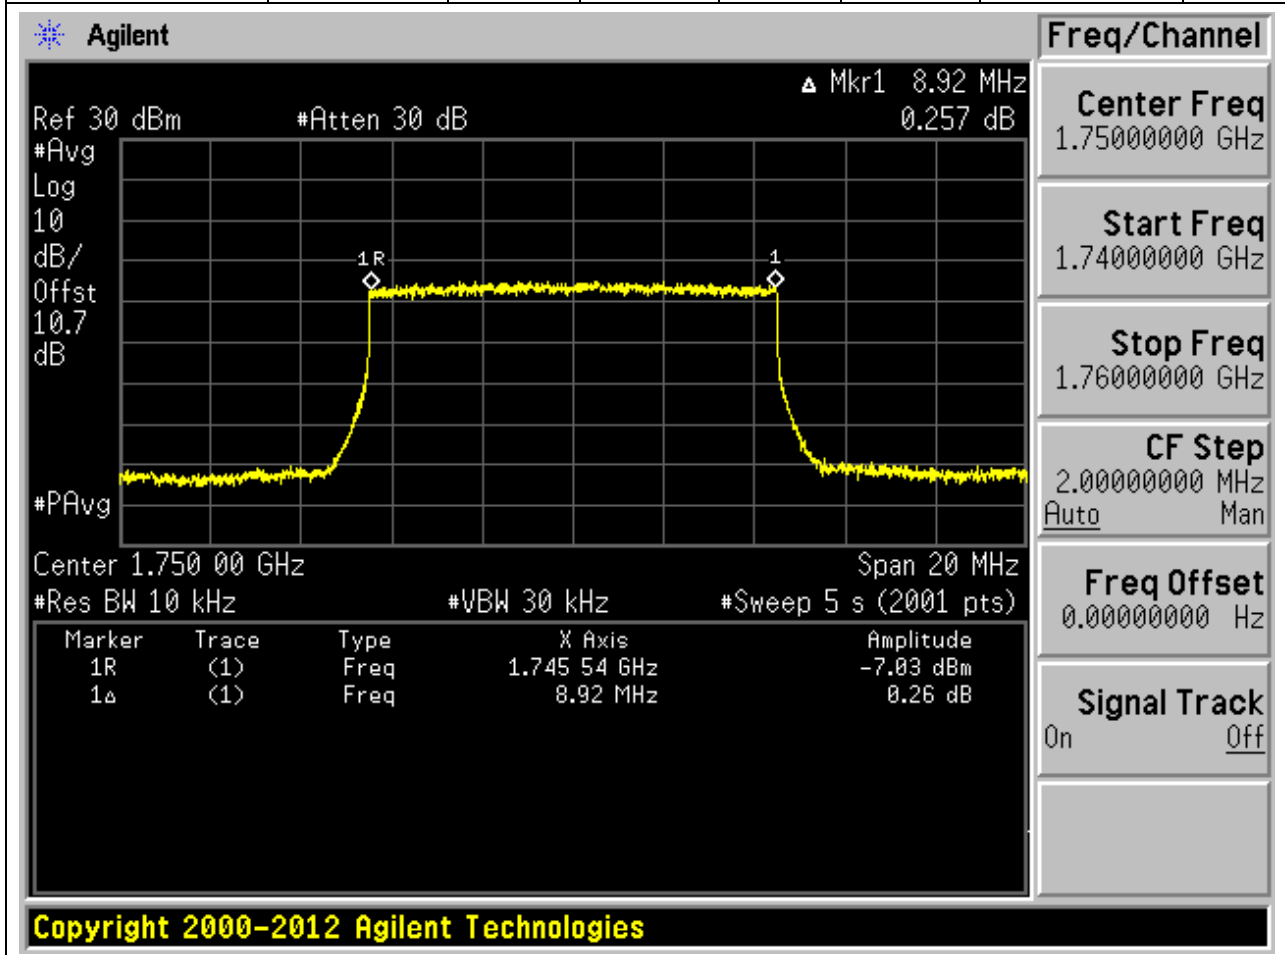 Agilent
Freq/Channel
▵ Mkr1 8.92 MHz
Ref 30 dBm #Atten 30 dB 0.257 dB
#Avg
Log
10
dB/
Offst
10.7
dB
1R
1
#PAvg
Center 1.750 00 GHz Span 20 MHz
#Res BW 10 kHz #VBW 30 kHz #Sweep 5 s (2001 pts)
Marker Trace Type X Axis Amplitude
1R (1) Freq 1.745 54 GHz -7.03 dBm
1▵ (1) Freq 8.92 MHz 0.26 dB
Center Freq
1.75000000 GHz
Start Freq
1.74000000 GHz
Stop Freq
1.76000000 GHz
CF Step
2.00000000 MHz
Auto Man
Freq Offset
0.00000000 Hz
Signal Track
On Off
Copyright 2000-2012 Agilent Technologies